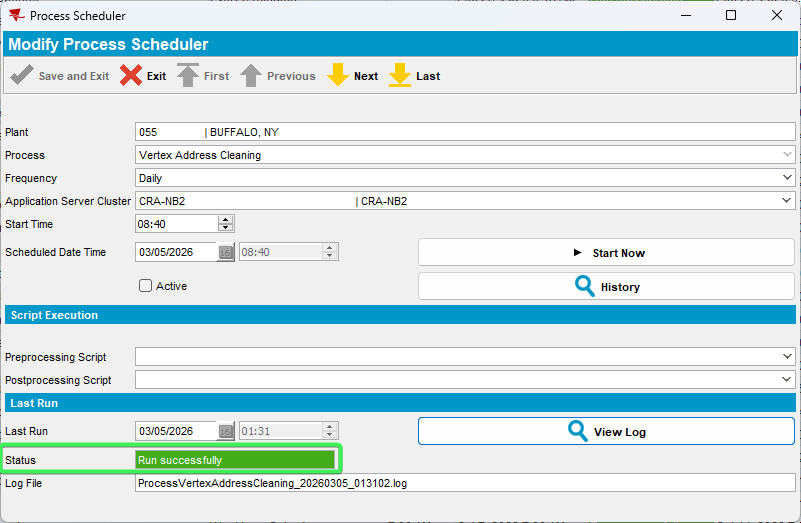 Process Scheduler
Modify Process Scheduler
Save and Exit Exit First Previous Next Last
Plant 055 | BUFFALO, NY
Process Vertex Address Cleaning
Frequency Daily
Application Server Cluster CRA-NB2 | CRA-NB2
Start Time 08:40
Scheduled Date Time 03/05/2026 16 08:40 Start Now
Active History
Script Execution
Preprocessing Script
Postprocessing Script
Last Run
Last Run 03/05/2026 16 01:31 View Log
Status Run successfully
Log File ProcessVertexAddressCleaning_20260305_013102.log